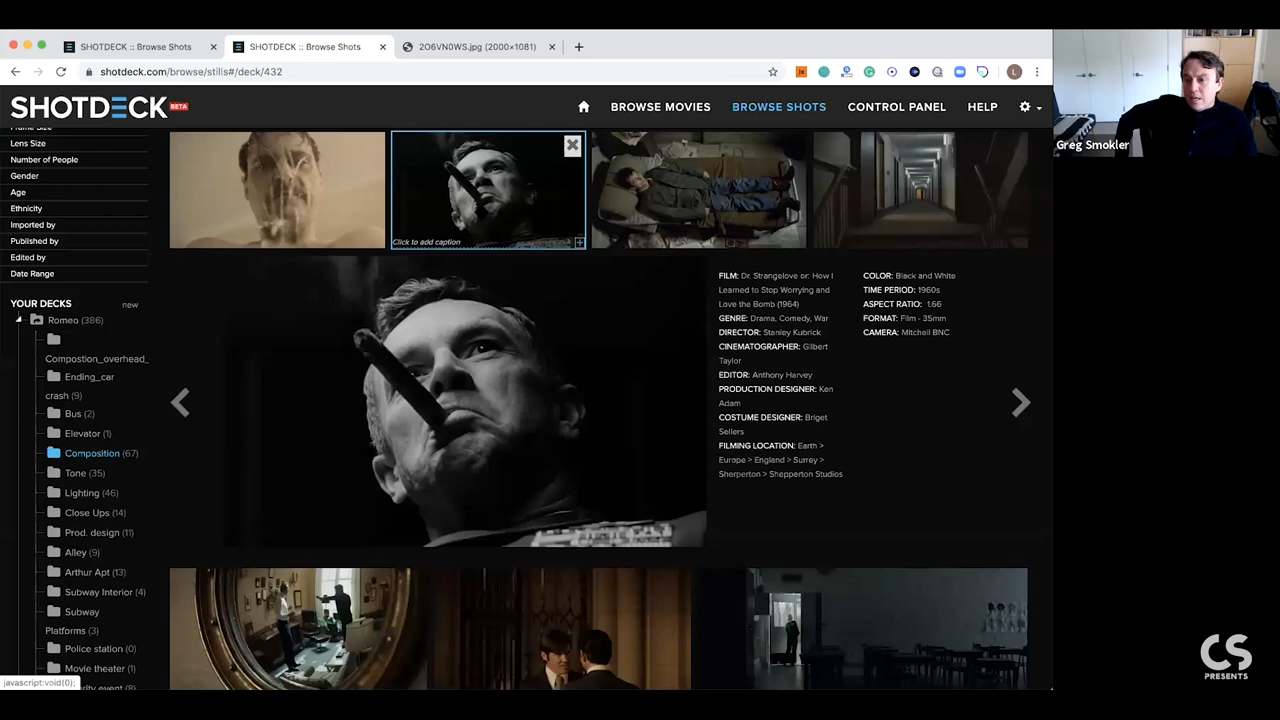 SHOTDECK :: Browse Shots
SHOTDECK :: Browse Shots
2O6VN0WS.jpg (2000×1081)
shotdeck.com/browse/stills#/deck/432
L
SHOTDECK BETA
BROWSE MOVIES
BROWSE SHOTS
CONTROL PANEL
HELP
Greg Smokler
Frame Size
Lens Size
Number of People
Gender
Age
Ethnicity
Imported by
Published by
Edited by
Date Range
Click to add caption
YOUR DECKS new
Romeo (386)
Compostion_overhead_
Ending_car
crash (9)
Bus (2)
Elevator (1)
Composition (67)
Tone (35)
Lighting (46)
Close Ups (14)
Prod. design (11)
Alley (9)
Arthur Apt (13)
Subway Interior (4)
Subway
Platforms (3)
Police station (0)
Movie theater (1)
rity event (8)
javascript:void(0);
FILM: Dr. Strangelove or: How I
Learned to Stop Worrying and
Love the Bomb (1964)
GENRE: Drama, Comedy, War
DIRECTOR: Stanley Kubrick
CINEMATOGRAPHER: Gilbert
Taylor
EDITOR: Anthony Harvey
PRODUCTION DESIGNER: Ken
Adam
COSTUME DESIGNER: Briget
Sellers
FILMING LOCATION: Earth >
Europe > England > Surrey >
Sherperton > Shepperton Studios
COLOR: Black and White
TIME PERIOD: 1960s
ASPECT RATIO: 1.66
FORMAT: Film - 35mm
CAMERA: Mitchell BNC
CS
PRESENTS